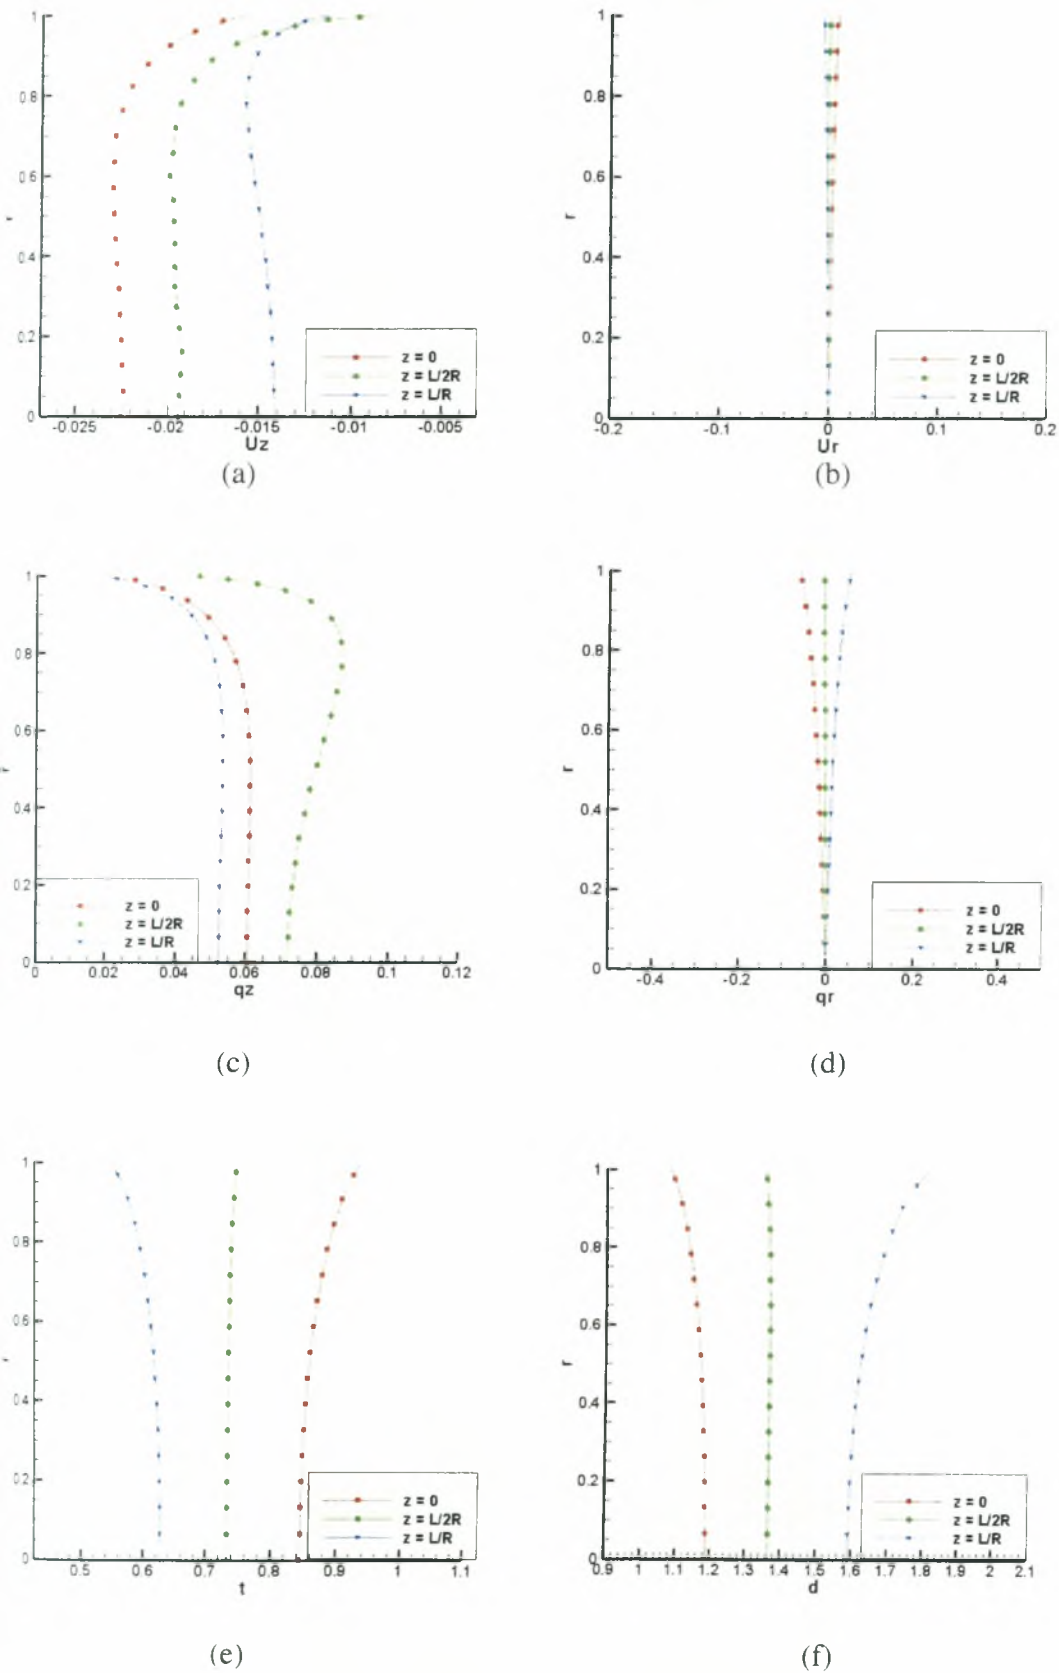 1
0.8
0.6
r
0.4
0.2
0
-0.025
-0.02
-0.015
-0.01
-0.005
Uz
z = 0
z = L/2R
z = L/R
(a)
1
0.8
0.6
r
0.4
0.2
0
-0.2
-0.1
0
0.1
0.2
Ur
z = 0
z = L/2R
z = L/R
(b)
1
0.8
0.6
r
0.4
0.2
0
0
0.02
0.04
0.06
0.08
0.1
0.12
qz
z = 0
z = L/2R
z = L/R
(c)
1
0.8
0.6
r
0.4
0.2
0
-0.4
-0.2
0
0.2
0.4
qr
z = 0
z = L/2R
z = L/R
(d)
1
0.8
0.6
0.4
0.2
0
0.5
0.6
0.7
0.8
0.9
1
1.1
t
z = 0
z = L/2R
z = L/R
(e)
1
0.8
0.6
r
0.4
0.2
0
0.9
1
1.1
1.2
1.3
1.4
1.5
1.6
1.7
1.8
1.9
2
2.1
d
z = 0
z = L/2R
z = L/R
(f)